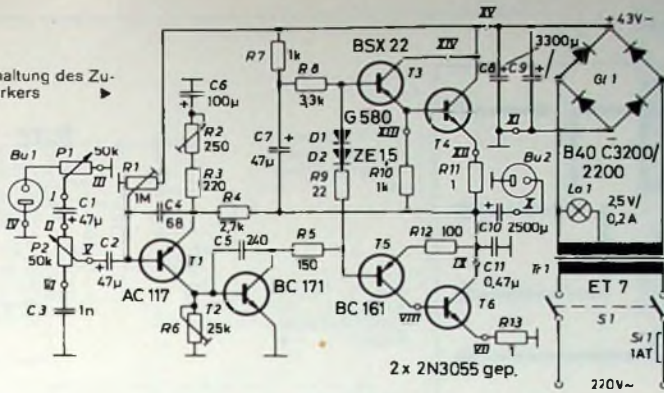 haltung des Zu-
rkers
Bu1
P1
50k
III
I
C1
47µ
IV
II
P2
50k
V
C2
47µ
VI
C3
1n
R1
1M
C4
68
AC 117
T1
R6
25k
C6
100µ
R2
250
R3
220
R4
2,7k
C5
240
T2
BC 171
R5
150
R7
1k
R8
3,3k
C7
47µ
D1
D2
G 580
ZE 1,5
R9
22
BSX 22
T3
XIII
R10
1k
XIV
T4
XII
R11
1
T5
BC 161
R12
100
VIII
T6
IX
VII
R13
1
2 x 2N3055 gep.
XV
+43V-
C8
C9
3300µ
XI
Bu2
X
C10
2500µ
C11
0,47µ
Gl1
B40 C3200/
2200
La1
2,5V/
0,2A
Tr1
ET 7
S1
Si1
1AT
220V~